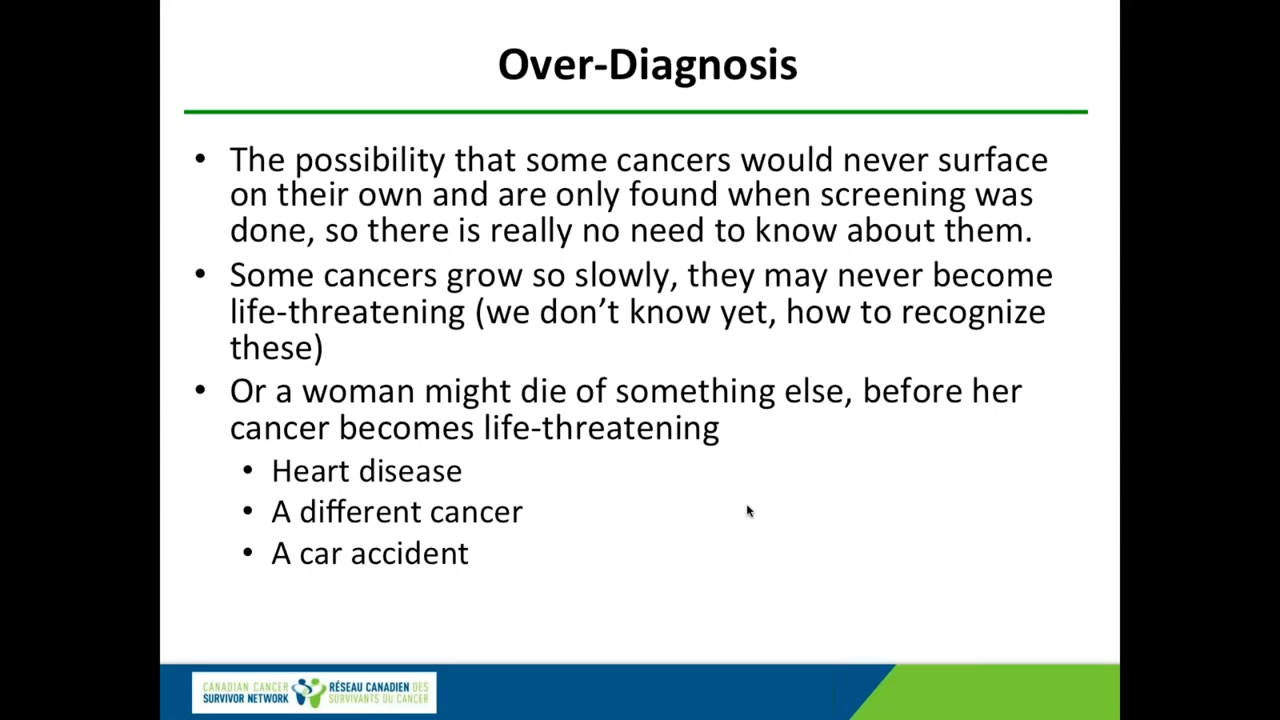 Over-Diagnosis
• The possibility that some cancers would never surface
on their own and are only found when screening was
done, so there is really no need to know about them.
• Some cancers grow so slowly, they may never become
life-threatening (we don’t know yet, how to recognize
these)
• Or a woman might die of something else, before her
cancer becomes life-threatening
• Heart disease
• A different cancer
• A car accident
CANADIAN CANCER
SURVIVOR NETWORK
RÉSEAU CANADIEN DES
SURVIVANTS DU CANCER